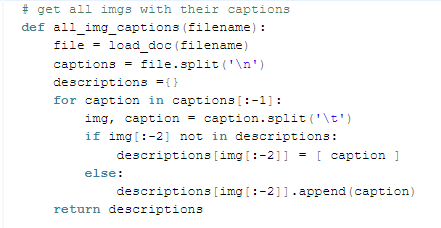 # get all imgs with their captions
def all_img_captions(filename):
    file = load_doc(filename)
    captions = file.split('\n')
    descriptions ={}
    for caption in captions[:-1]:
        img, caption = caption.split('\t')
        if img[:-2] not in descriptions:
            descriptions[img[:-2]] = [ caption ]
        else:
            descriptions[img[:-2]].append(caption)
    return descriptions